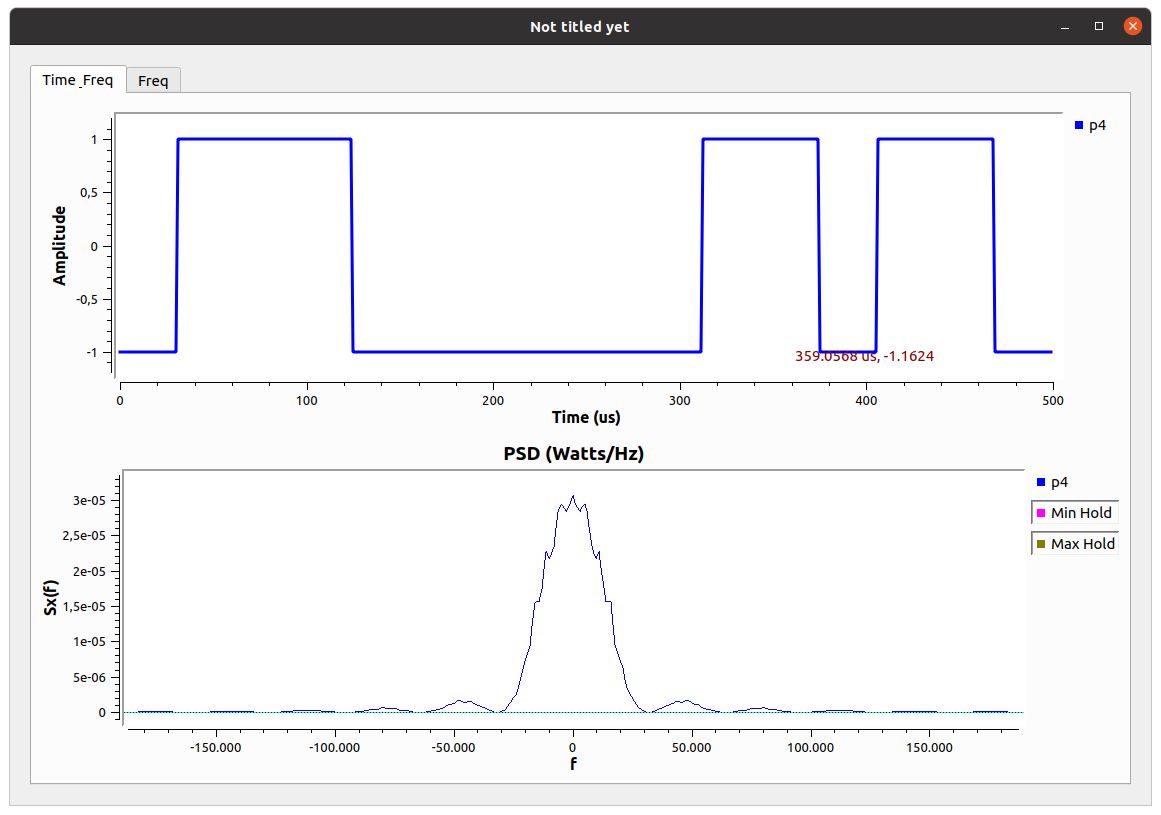 Not titled yet
Time_Freq
Freq
p4
1
0,5
0
-0,5
-1
Amplitude
359.0568 us, -1.1624
0 100 200 300 400 500
Time (us)
PSD (Watts/Hz)
p4
Min Hold
Max Hold
3e-05
2,5e-05
2e-05
1,5e-05
1e-05
5e-06
0
Sx(f)
-150.000 -100.000 -50.000 0 50.000 100.000 150.000
f